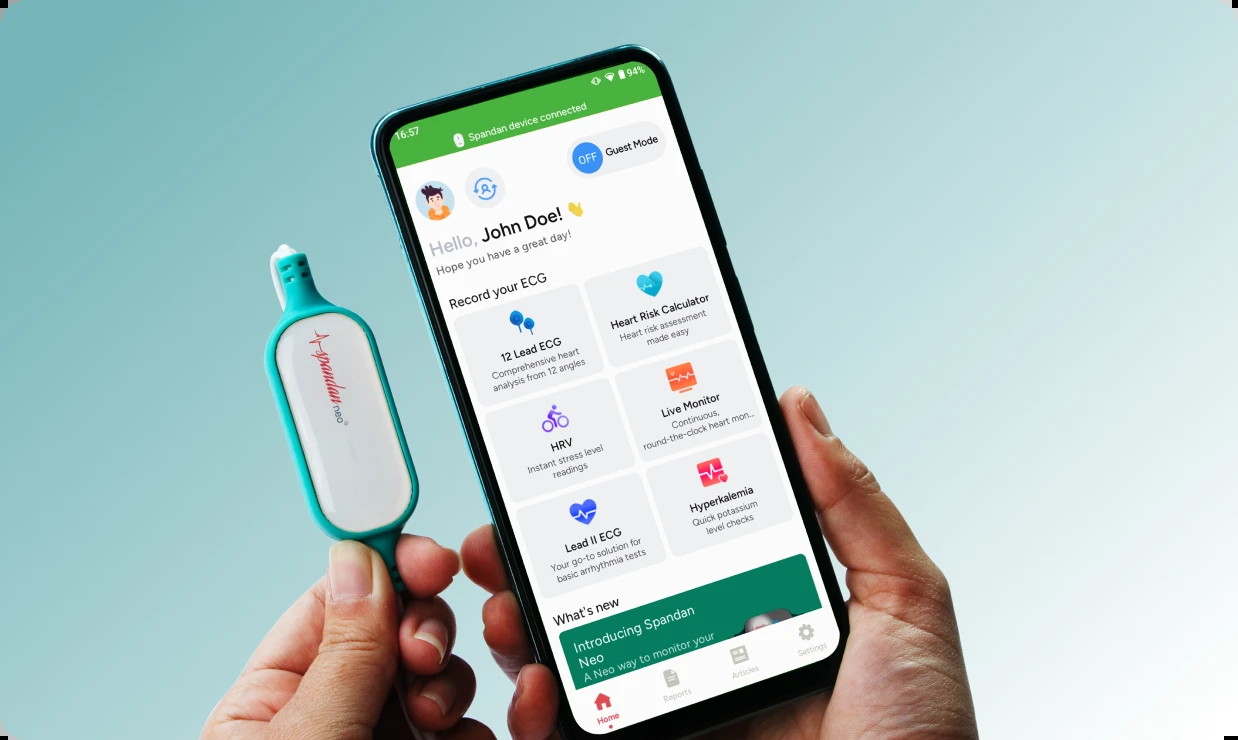 16:57
94%
Spandan device connected
OFF
Guest Mode
Hello, John Doe! 👋
Hope you have a great day!
Record your ECG
12 Lead ECG
Comprehensive heart
analysis from 12 angles
Heart Risk Calculator
Heart risk assessment
made easy
HRV
Instant stress level
readings
Live Monitor
Continuous,
round-the-clock heart mon...
Lead II ECG
Your go-to solution for
basic arrhythmia tests
Hyperkalemia
Quick potassium
level checks
What's new
Introducing Spandan
Neo
A Neo way to monitor your
Home
Reports
Articles
Settings
spandan
neo®